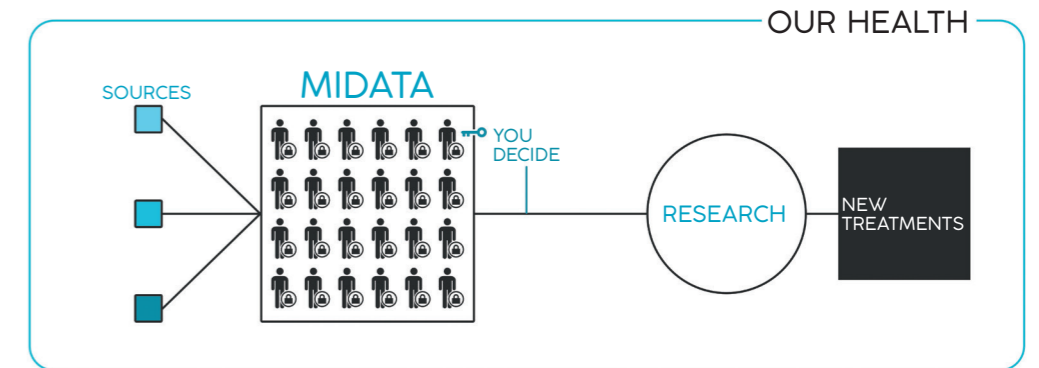 OUR HEALTH
SOURCES
MIDATA
YOU
DECIDE
RESEARCH
NEW
TREATMENTS